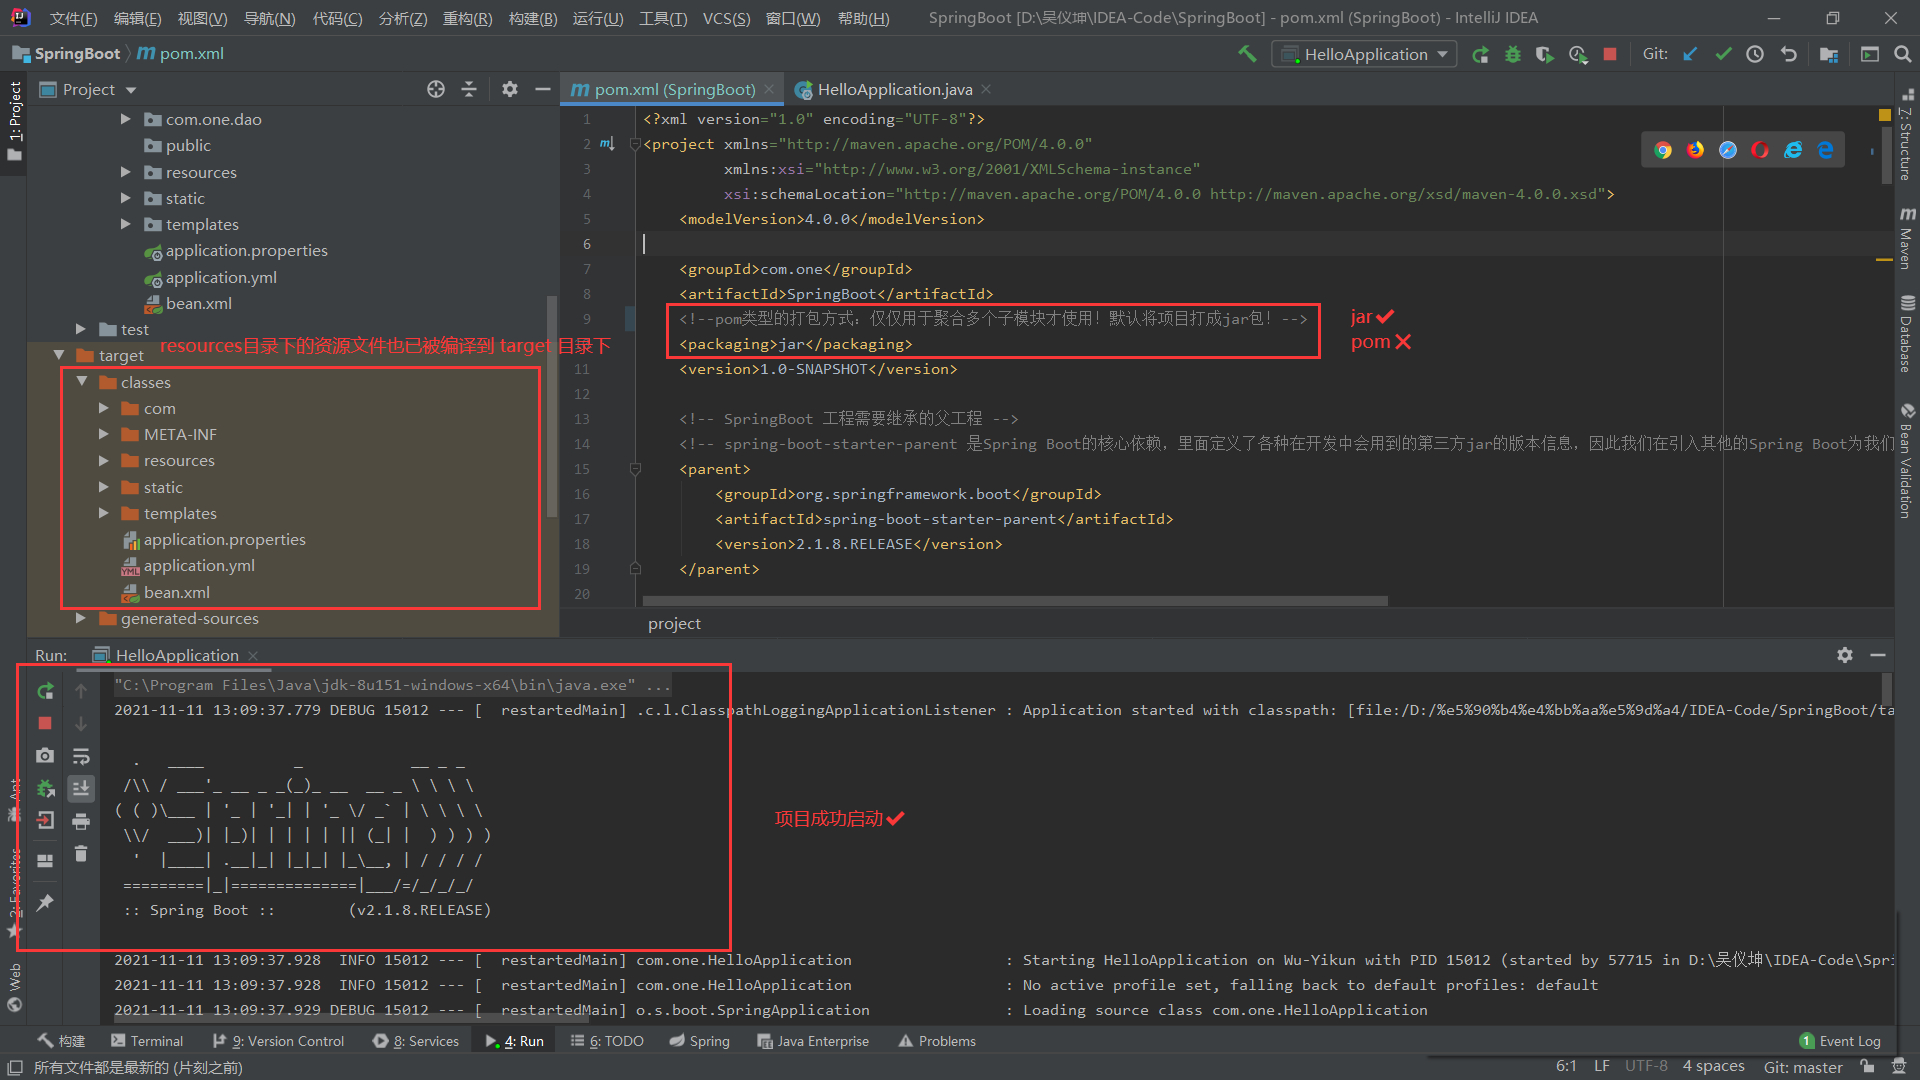 文件(F) 编辑(E) 视图(V) 导航(N) 代码(C) 分析(Z) 重构(R) 构建(B) 运行(U) 工具(T) VCS(S) 窗口(W) 帮助(H) SpringBoot [D:\吴仪坤\IDEA-Code\SpringBoot] - pom.xml (SpringBoot) - IntelliJ IDEA
SpringBoot pom.xml HelloApplication Git:
Project
pom.xml (SpringBoot) HelloApplication.java
1: Project
com.one.dao
public
resources
static
templates
application.properties
application.yml
bean.xml
test
resources目录下的资源文件也已被编译到 target 目录下
target
classes
com
META-INF
resources
static
templates
application.properties
application.yml
bean.xml
generated-sources
1 <?xml version="1.0" encoding="UTF-8"?>
2 <project xmlns="http://maven.apache.org/POM/4.0.0"
3 xmlns:xsi="http://www.w3.org/2001/XMLSchema-instance"
4 xsi:schemaLocation="http://maven.apache.org/POM/4.0.0 http://maven.apache.org/xsd/maven-4.0.0.xsd">
5 <modelVersion>4.0.0</modelVersion>
6
7 <groupId>com.one</groupId>
8 <artifactId>SpringBoot</artifactId>
9 <!--pom类型的打包方式：仅仅用于聚合多个子模块才使用！默认将项目打成jar包！-->
<packaging>jar</packaging>
11 <version>1.0-SNAPSHOT</version>
12
13 <!-- SpringBoot 工程需要继承的父工程 -->
14 <!-- spring-boot-starter-parent 是Spring Boot的核心依赖，里面定义了各种在开发中会用到的第三方jar的版本信息，因此我们在引入其他的Spring Boot为我们
15 <parent>
16 <groupId>org.springframework.boot</groupId>
17 <artifactId>spring-boot-starter-parent</artifactId>
18 <version>2.1.8.RELEASE</version>
19 </parent>
20
jar✔
pom❌
project
Z: Structure
Maven
Database
Bean Validation
Run: HelloApplication
"C:\Program Files\Java\jdk-8u151-windows-x64\bin\java.exe" ...
2021-11-11 13:09:37.779 DEBUG 15012 --- [  restartedMain] .c.l.ClasspathLoggingApplicationListener : Application started with classpath: [file:/D:/%e5%90%b4%e4%bb%aa%e5%9d%a4/IDEA-Code/SpringBoot/ta
  .   ____          _            __ _ _
 /\\ / ___'_ __ _ _(_)_ __  __ _ \ \ \ \
( ( )\___ | '_ | '_| | '_ \/ _` | \ \ \ \
 \\/  ___)| |_)| | | | | || (_| |  ) ) ) )
  '  |____| .__|_| |_|_| |_\__, | / / / /
 =========|_|==============|___/=/_/_/_/
 :: Spring Boot ::        (v2.1.8.RELEASE)
项目成功启动✔
2021-11-11 13:09:37.928  INFO 15012 --- [  restartedMain] com.one.HelloApplication                 : Starting HelloApplication on Wu-Yikun with PID 15012 (started by 57715 in D:\吴仪坤\IDEA-Code\Spri
2021-11-11 13:09:37.928  INFO 15012 --- [  restartedMain] com.one.HelloApplication                 : No active profile set, falling back to default profiles: default
2021-11-11 13:09:37.929 DEBUG 15012 --- [  restartedMain] o.s.boot.SpringApplication               : Loading source class com.one.HelloApplication
Ant
2: Favorites
Web
构建 Terminal 9: Version Control 8: Services 4: Run 6: TODO Spring Java Enterprise Problems 1 Event Log
所有文件都是最新的 (片刻之前) 6:1 LF UTF-8 4 spaces Git: master